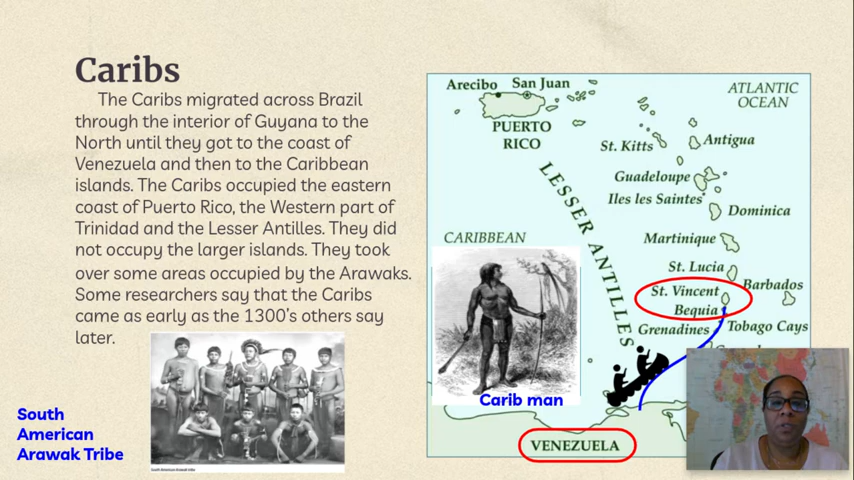 Caribs
The Caribs migrated across Brazil
through the interior of Guyana to the
North until they got to the coast of
Venezuela and then to the Caribbean
islands. The Caribs occupied the eastern
coast of Puerto Rico, the Western part of
Trinidad and the Lesser Antilles. They did
not occupy the larger islands. They took
over some areas occupied by the Arawaks.
Some researchers say that the Caribs
came as early as the 1300's others say
later.
South
American
Arawak Tribe
Arecibo San Juan
ATLANTIC
OCEAN
PUERTO
RICO
St. Kitts
Antigua
Guadeloupe
Iles les Saintes
Dominica
LESSER ANTILLES
Martinique
CARIBBEAN
St. Lucia
St. Vincent
Barbados
Bequia
Grenadines
Tobago Cays
Carib man
VENEZUELA